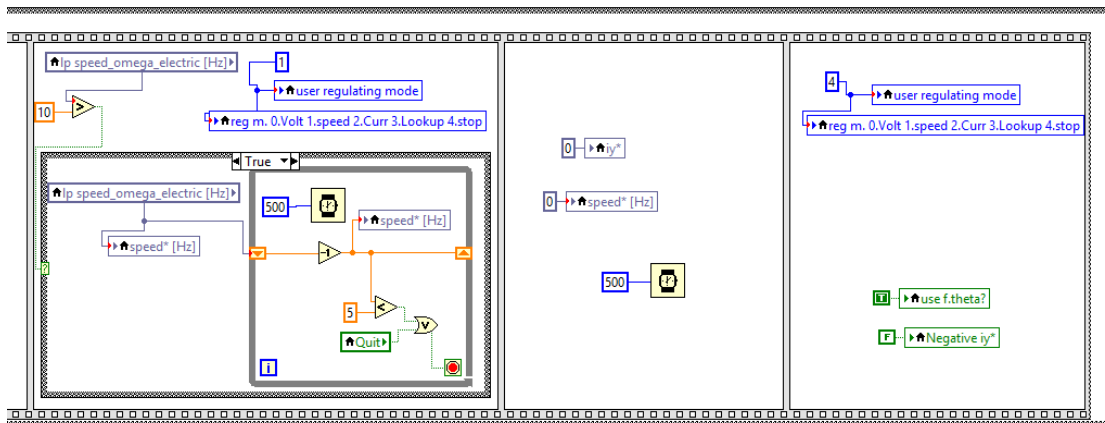 lp speed_omega_electric [Hz]
10
>
1
user regulating mode
reg m. 0.Volt 1.speed 2.Curr 3.Lookup 4.stop
True
lp speed_omega_electric [Hz]
speed* [Hz]
?
500
speed* [Hz]
-1
5
<
V
Quit
i
0
iy*
0
speed* [Hz]
500
4
user regulating mode
reg m. 0.Volt 1.speed 2.Curr 3.Lookup 4.stop
T
use f.theta?
F
Negative iy*